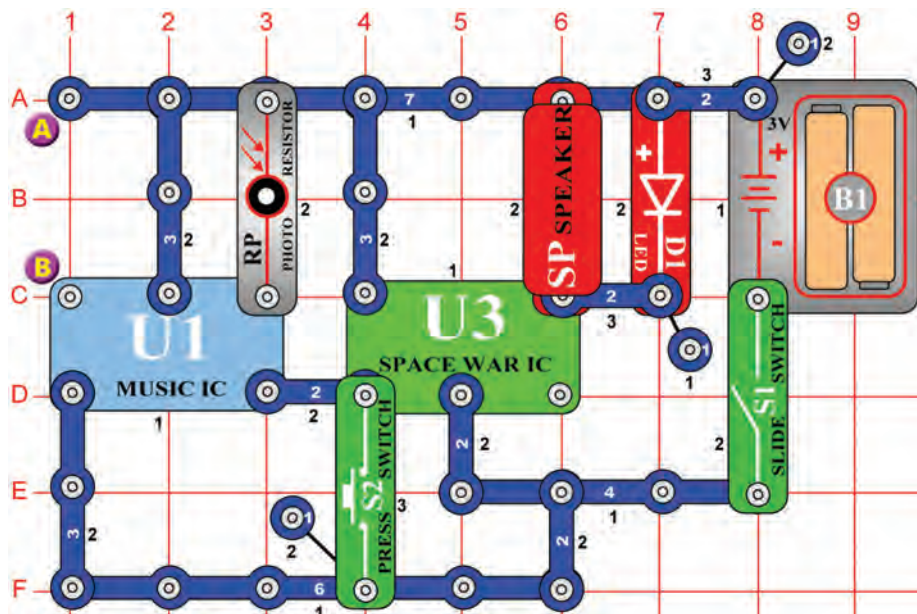 1 2 3 4 5 6 7 8 9
1 2
A
7
1
3
2
A
3V
+
RESISTOR
PHOTO
RP
2
SP SPEAKER
2
+
D1
LED
2
B
3 2
3 2
1
B1
-
B
C
U1
MUSIC IC
1
1
U3
SPACE WAR IC
2
3
1
1
D
2
2
2
2
S1
SLIDE SWITCH
2
S2
PRESS SWITCH
3
E
4
1
1
2
3 2
2 2
F
6
1